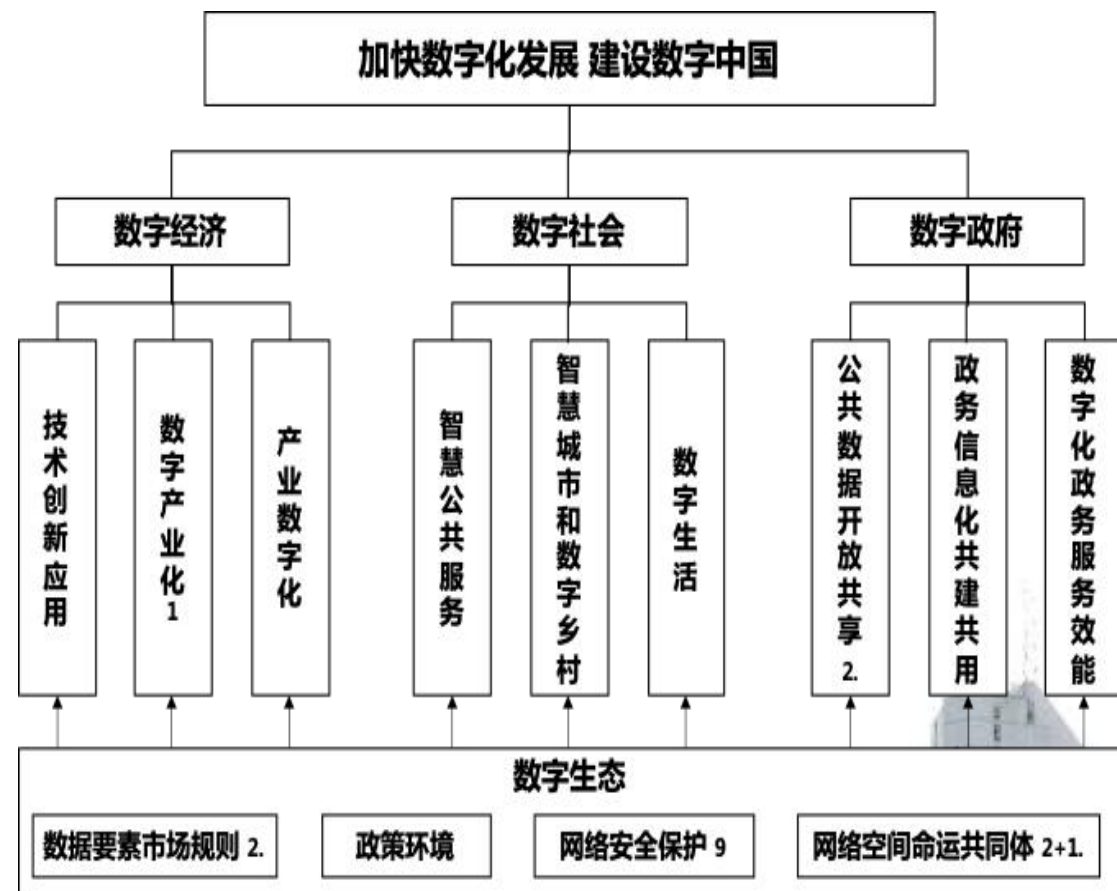 加快数字化发展 建设数字中国
数字经济
数字社会
数字政府
技术创新应用
数字产业化1
产业数字化
智慧公共服务
智慧城市和数字乡村
数字生活
公共数据开放共享2.
政务信息化共建共用
数字化政务服务效能
数字生态
数据要素市场规则 2.
政策环境
网络安全保护 9
网络空间命运共同体 2+1.